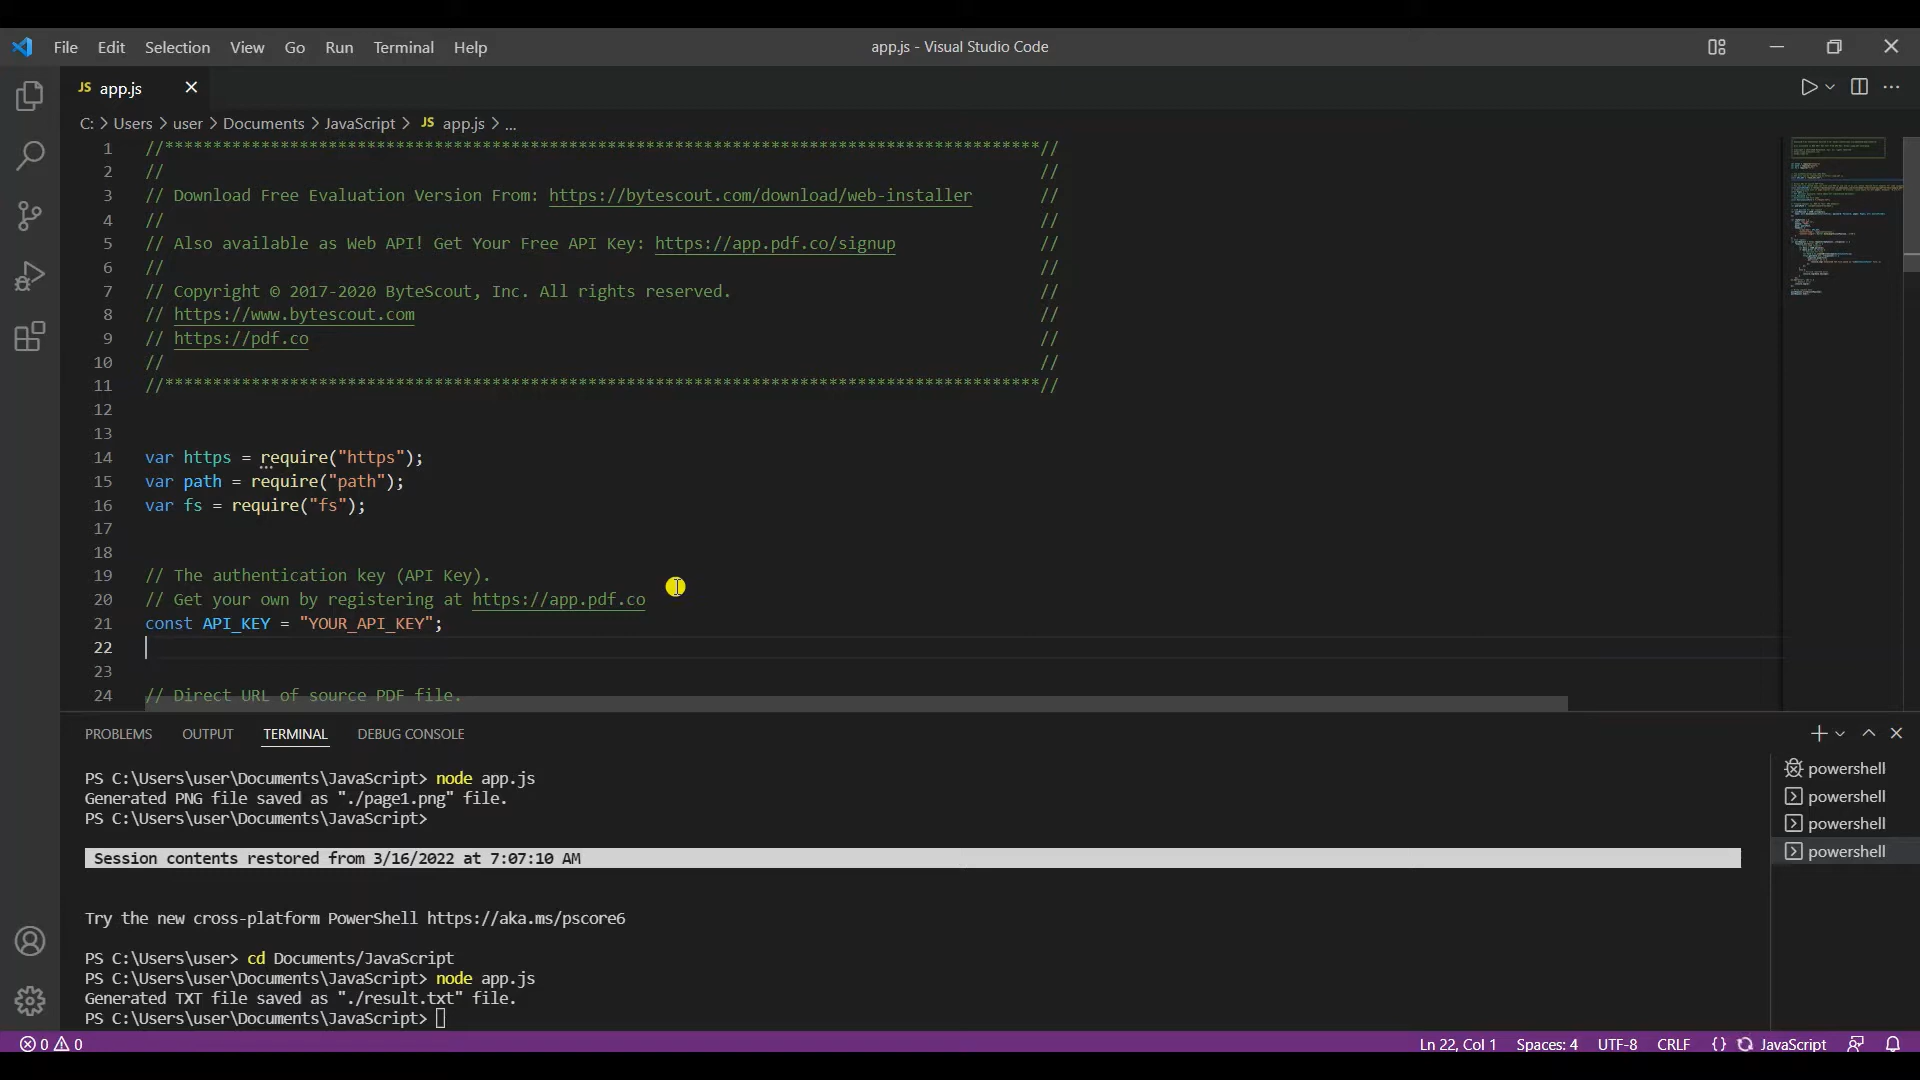 File Edit Selection View Go Run Terminal Help
app.js - Visual Studio Code
JS app.js
C: > Users > user > Documents > JavaScript > JS app.js > ...
1 //*******************************************************************************************//
2 // //
3 // Download Free Evaluation Version From: https://bytescout.com/download/web-installer //
4 // //
5 // Also available as Web API! Get Your Free API Key: https://app.pdf.co/signup //
6 // //
7 // Copyright © 2017-2020 ByteScout, Inc. All rights reserved. //
8 // https://www.bytescout.com //
9 // https://pdf.co //
10 // //
11 //*******************************************************************************************//
12
13
14 var https = require("https");
15 var path = require("path");
16 var fs = require("fs");
17
18
19 // The authentication key (API Key).
20 // Get your own by registering at https://app.pdf.co
21 const API_KEY = "YOUR_API_KEY";
22
23
24 // Direct URL of source PDF file.
PROBLEMS OUTPUT TERMINAL DEBUG CONSOLE
PS C:\Users\user\Documents\JavaScript> node app.js
Generated PNG file saved as "./page1.png" file.
PS C:\Users\user\Documents\JavaScript>
Session contents restored from 3/16/2022 at 7:07:10 AM
Try the new cross-platform PowerShell https://aka.ms/pscore6
PS C:\Users\user> cd Documents/JavaScript
PS C:\Users\user\Documents\JavaScript> node app.js
Generated TXT file saved as "./result.txt" file.
PS C:\Users\user\Documents\JavaScript>
powershell
powershell
powershell
powershell
0 0
Ln 22, Col 1 Spaces: 4 UTF-8 CRLF {} JavaScript